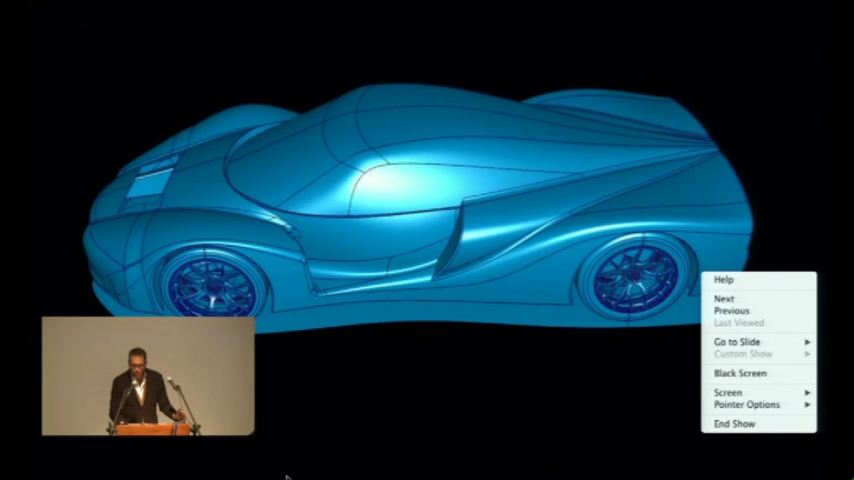 Help
Next
Previous
Last Viewed
Go to Slide
Custom Show
Black Screen
Screen
Pointer Options
End Show